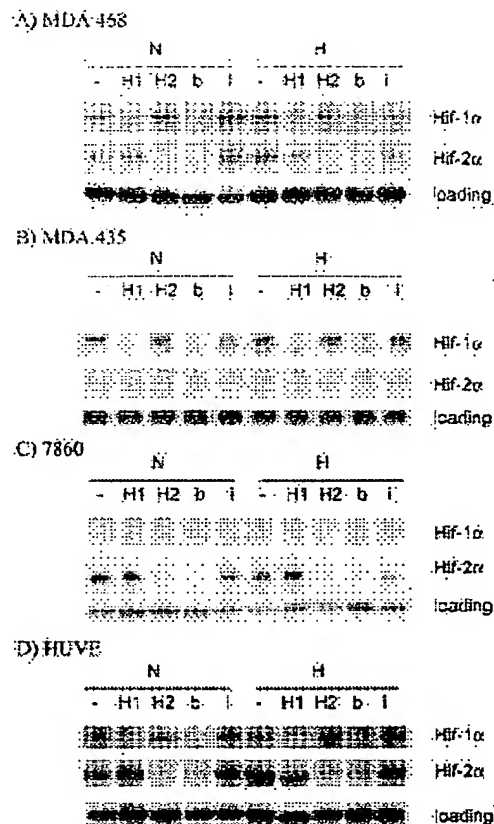 A) MDA 468
N H
- H1 H2 b i - H1 H2 b i
Hif-1α
Hif-2α
loading
B) MDA.435
N H
- H1 H2 b i - H1 H2 b i
Hif-1α
Hif-2α
loading
C) 7860
N H
- H1 H2 b i - H1 H2 b i
Hif-1α
Hif-2α
loading
D) HUVE
N H
- H1 H2 b i - H1 H2 b i
Hif-1α
Hif-2α
loading